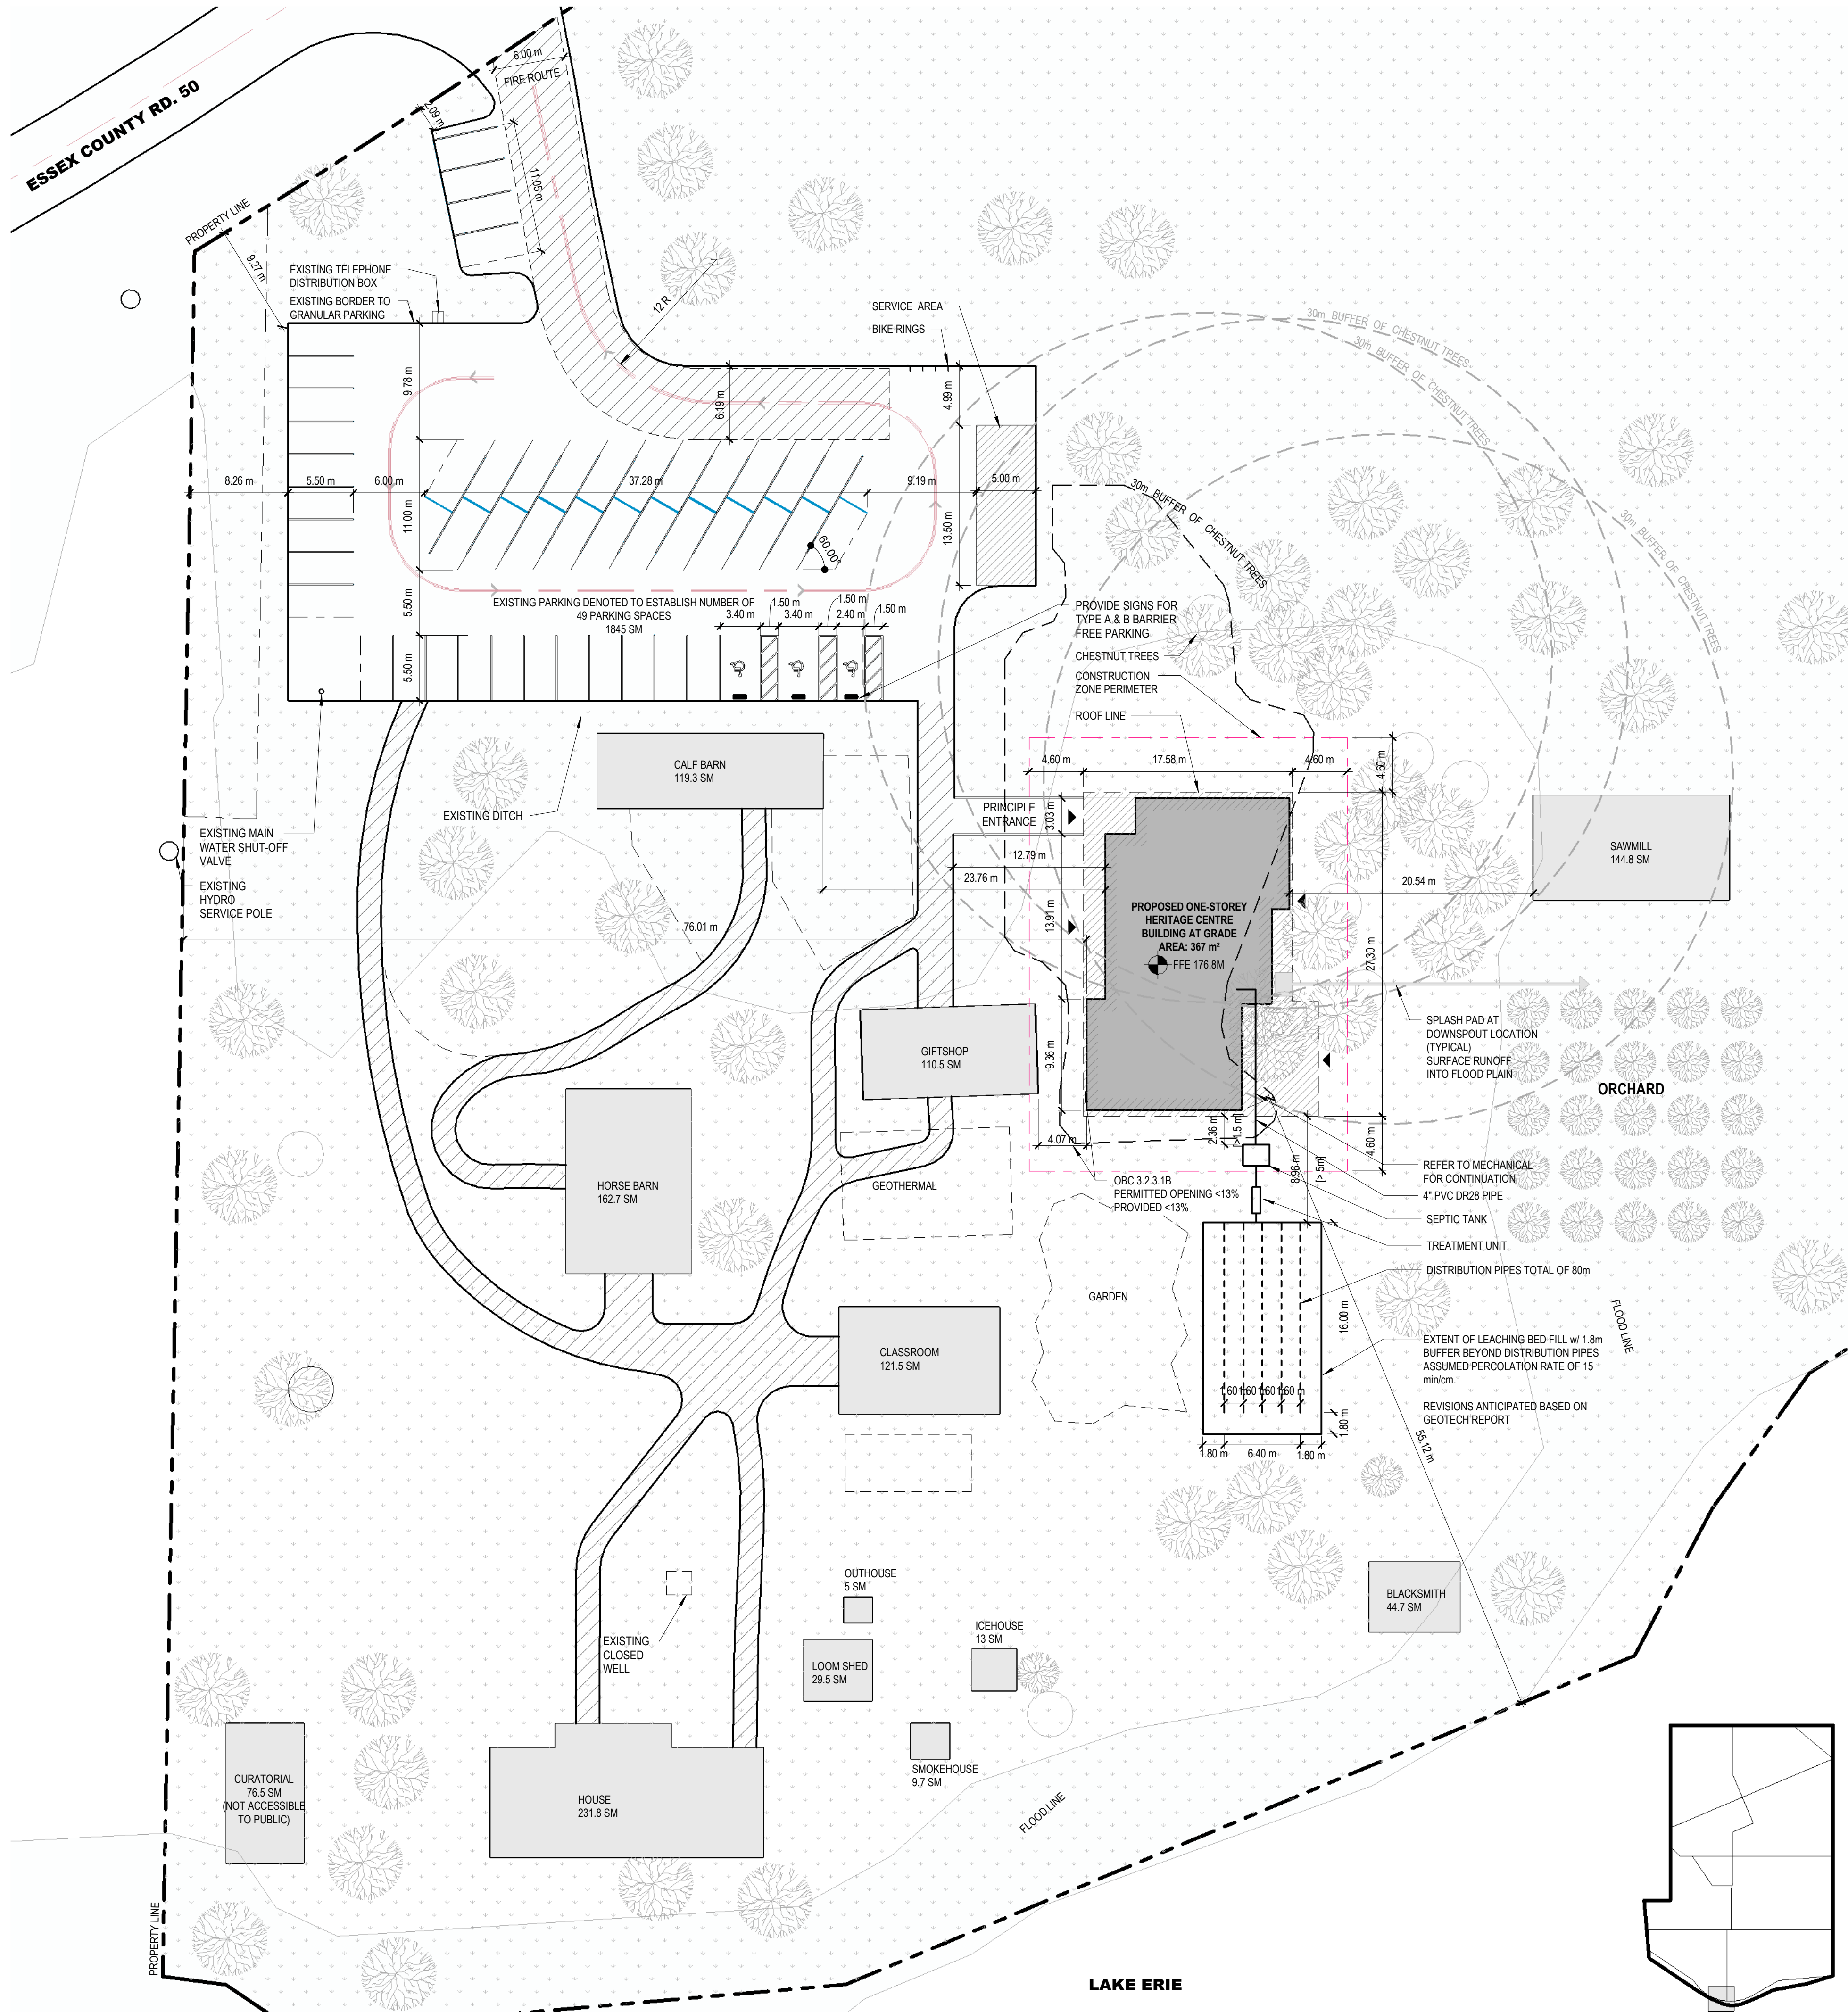 6.00 m
FIRE ROUTE
ESSEX COUNTY RD. 50
2.09 m
11.05 m
PROPERTY LINE
9.27 m
EXISTING TELEPHONE
DISTRIBUTION BOX
EXISTING BORDER TO
GRANULAR PARKING
12 R
SERVICE AREA
BIKE RINGS
30m BUFFER OF CHESTNUT TREES
30m BUFFER OF CHESTNUT TREES
9.78 m
6.19 m
4.99 m
8.26 m
5.50 m
6.00 m
37.28 m
9.19 m
5.00 m
30m BUFFER OF CHESTNUT TREES
30m BUFFER OF CHESTNUT TREES
11.00 m
13.50 m
60.00°
5.50 m
EXISTING PARKING DENOTED TO ESTABLISH NUMBER OF
49 PARKING SPACES
1845 SM
3.40 m
1.50 m
3.40 m
1.50 m
2.40 m
1.50 m
5.50 m
PROVIDE SIGNS FOR
TYPE A & B BARRIER
FREE PARKING
CHESTNUT TREES
CONSTRUCTION
ZONE PERIMETER
ROOF LINE
CALF BARN
119.3 SM
4.60 m
17.58 m
4.60 m
4.60 m
EXISTING DITCH
PRINCIPLE
ENTRANCE
3.03 m
EXISTING MAIN
WATER SHUT-OFF
VALVE
EXISTING
HYDRO
SERVICE POLE
12.79 m
23.76 m
SAWMILL
144.8 SM
20.54 m
76.01 m
13.91 m
PROPOSED ONE-STOREY
HERITAGE CENTRE
BUILDING AT GRADE
AREA: 367 m²
FFE 176.8M
27.30 m
GIFTSHOP
110.5 SM
9.36 m
SPLASH PAD AT
DOWNSPOUT LOCATION
(TYPICAL)
SURFACE RUNOFF
INTO FLOOD PLAIN
ORCHARD
4.07 m
2.36 m
[>1.5 m]
8.96 m
[> 5m]
4.60 m
HORSE BARN
162.7 SM
GEOTHERMAL
OBC 3.2.3.1B
PERMITTED OPENING <13%
PROVIDED <13%
REFER TO MECHANICAL
FOR CONTINUATION
4" PVC DR28 PIPE
SEPTIC TANK
TREATMENT UNIT
DISTRIBUTION PIPES TOTAL OF 80m
GARDEN
16.00 m
FLOOD LINE
CLASSROOM
121.5 SM
EXTENT OF LEACHING BED FILL w/ 1.8m
BUFFER BEYOND DISTRIBUTION PIPES
ASSUMED PERCOLATION RATE OF 15
min/cm.
REVISIONS ANTICIPATED BASED ON
GEOTECH REPORT
1.80 m
1.80 m
6.40 m
1.80 m
55.12 m
OUTHOUSE
5 SM
BLACKSMITH
44.7 SM
ICEHOUSE
13 SM
EXISTING
CLOSED
WELL
LOOM SHED
29.5 SM
SMOKEHOUSE
9.7 SM
CURATORIAL
76.5 SM
(NOT ACCESSIBLE
TO PUBLIC)
HOUSE
231.8 SM
FLOOD LINE
PROPERTY LINE
LAKE ERIE